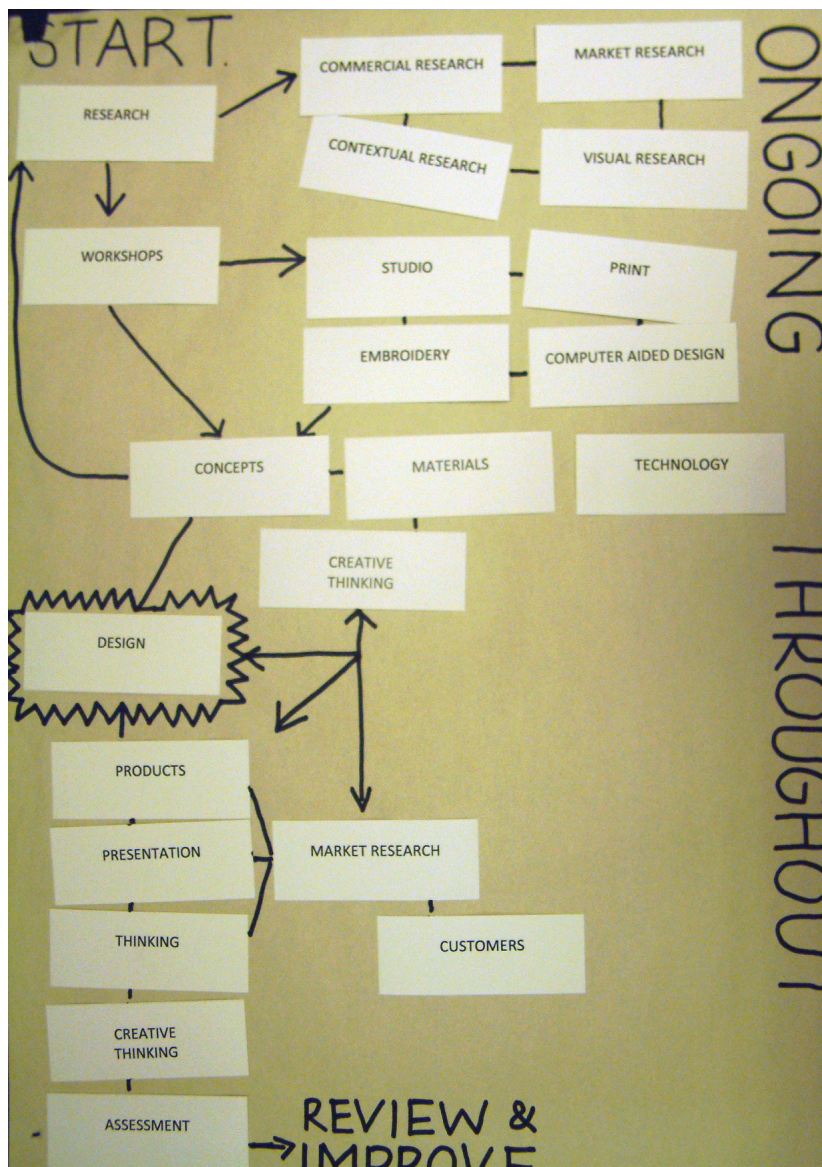 START.
RESEARCH
COMMERCIAL RESEARCH
MARKET RESEARCH
CONTEXTUAL RESEARCH
VISUAL RESEARCH
WORKSHOPS
STUDIO
PRINT
EMBROIDERY
COMPUTER AIDED DESIGN
CONCEPTS
MATERIALS
TECHNOLOGY
CREATIVE
THINKING
DESIGN
PRODUCTS
PRESENTATION
MARKET RESEARCH
THINKING
CUSTOMERS
CREATIVE
THINKING
ASSESSMENT
REVIEW &
IMPROVE
ONGOING THROUGHOUT